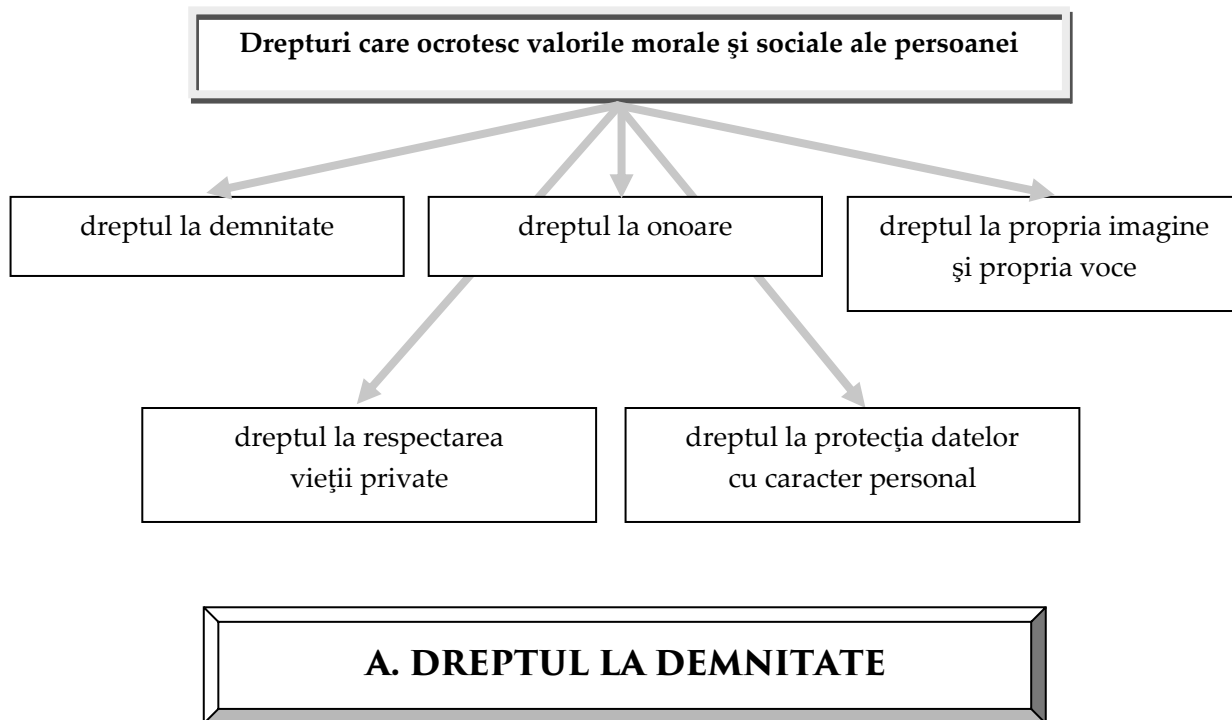 Drepturi care ocrotesc valorile morale şi sociale ale persoanei
dreptul la demnitate
dreptul la onoare
dreptul la propria imagine
şi propria voce
dreptul la respectarea
vieţii private
dreptul la protecţia datelor
cu caracter personal
A. DREPTUL LA DEMNITATE